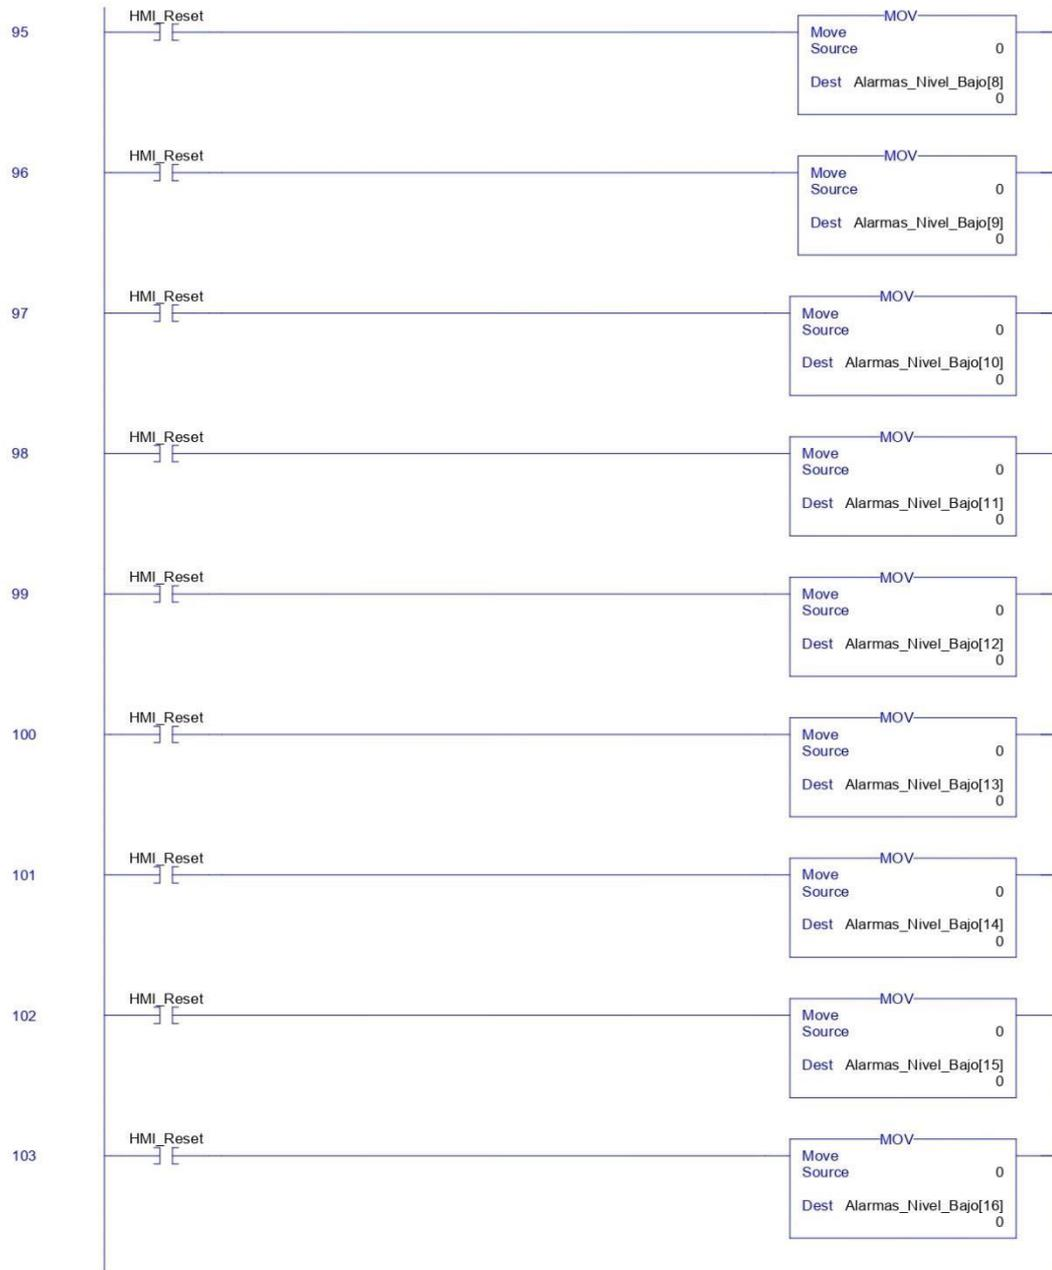 HMI_Reset
MOV
95
Move
Source 0
Dest Alarmas_Nivel_Bajo[8]
0
HMI_Reset
MOV
96
Move
Source 0
Dest Alarmas_Nivel_Bajo[9]
0
HMI_Reset
MOV
97
Move
Source 0
Dest Alarmas_Nivel_Bajo[10]
0
HMI_Reset
MOV
98
Move
Source 0
Dest Alarmas_Nivel_Bajo[11]
0
HMI_Reset
MOV
99
Move
Source 0
Dest Alarmas_Nivel_Bajo[12]
0
HMI_Reset
MOV
100
Move
Source 0
Dest Alarmas_Nivel_Bajo[13]
0
HMI_Reset
MOV
101
Move
Source 0
Dest Alarmas_Nivel_Bajo[14]
0
HMI_Reset
MOV
102
Move
Source 0
Dest Alarmas_Nivel_Bajo[15]
0
HMI_Reset
MOV
103
Move
Source 0
Dest Alarmas_Nivel_Bajo[16]
0